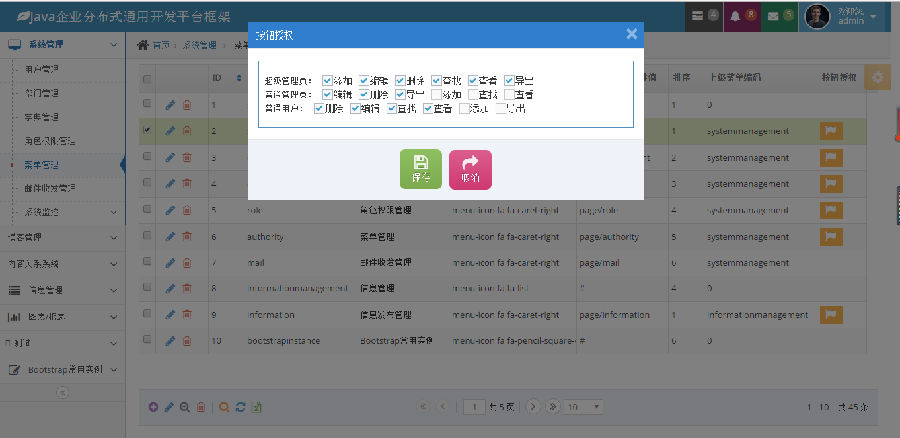 java企业分布式通用开发平台框架
4
8
5
欢迎光
admin
系统管理
用户管理
部门管理
字典管理
角色权限管理
菜单管理
邮件收发管理
系统监控
博客管理
内容关系系统
信息管理
图表/报表
测试
Bootstrap常用实例
首页 系统管理 菜单
按钮授权
超级管理员： 添加 编辑 删除 查找 查看 导出
普通管理员： 编辑 删除 导出 添加 查找 查看
普通用户： 删除 编辑 查找 查看 添加 导出
保存 取消
ID 排序 上级菜单编码 按钮授权
1 1 0
2 1 systemmanagement
3 2 systemmanagement
4 3 systemmanagement
5 role 角色权限管理 menu-icon fa fa-caret-right page/role 4 systemmanagement
6 authority 菜单管理 menu-icon fa fa-caret-right page/authority 5 systemmanagement
7 mail 邮件收发管理 menu-icon fa fa-caret-right page/mail 6 systemmanagement
8 informationmanagement 信息管理 menu-icon fa fa-list # 4 0
9 information 信息发布管理 menu-icon fa fa-caret-right page/information 1 informationmanagement
10 bootstrapinstance Bootstrap常用实例 menu-icon fa fa-pencil-square- # 6 0
1 共 5 页 10
1 - 10 共 45 条